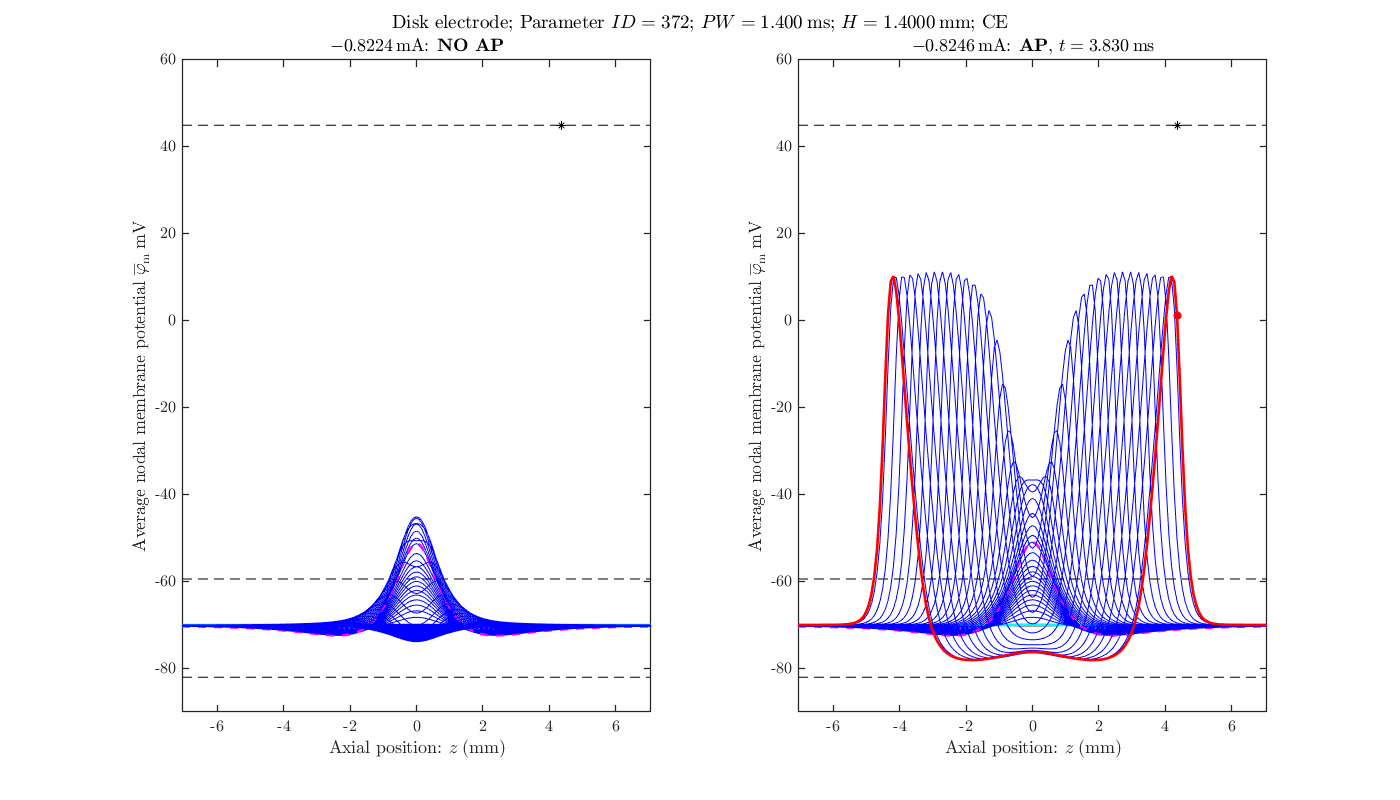 Disk electrode; Parameter ID = 372; PW = 1.400 ms; H = 1.4000 mm; CE
−0.8224 mA: NO AP
60
40
20
0
-20
-40
-60
-80
Average nodal membrane potential φ̅m mV
-6 -4 -2 0 2 4 6
Axial position: z (mm)
−0.8246 mA: AP, t = 3.830 ms
60
40
20
0
-20
-40
-60
-80
Average nodal membrane potential φ̅m mV
-6 -4 -2 0 2 4 6
Axial position: z (mm)